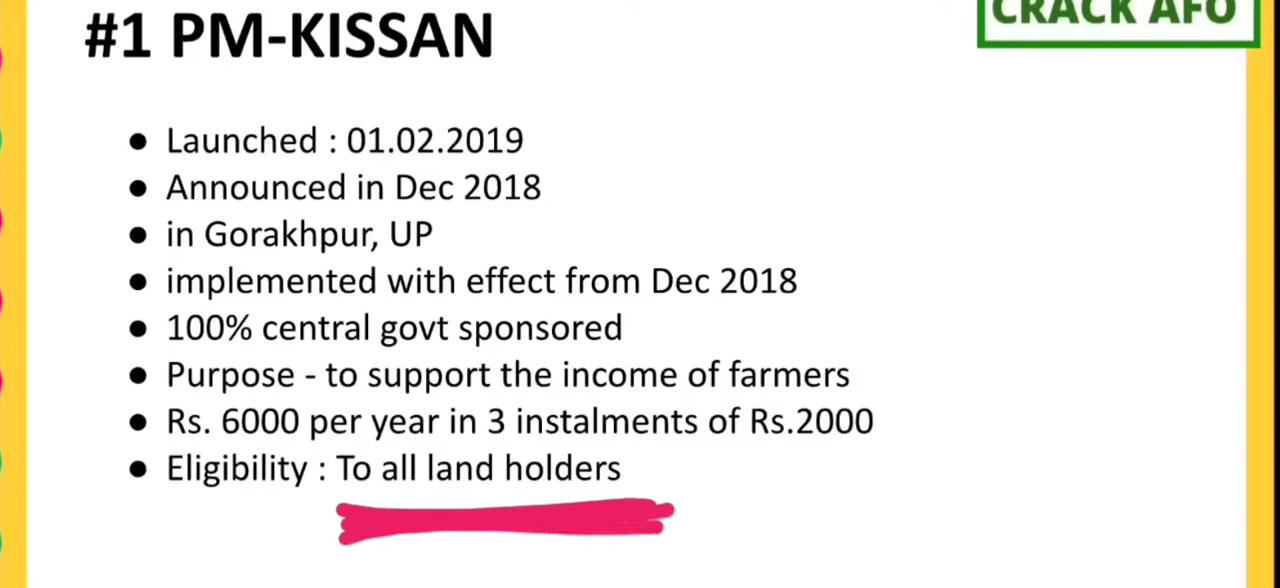 CRACK AFO
#1 PM-KISSAN
● Launched : 01.02.2019
● Announced in Dec 2018
● in Gorakhpur, UP
● implemented with effect from Dec 2018
● 100% central govt sponsored
● Purpose - to support the income of farmers
● Rs. 6000 per year in 3 instalments of Rs.2000
● Eligibility : To all land holders